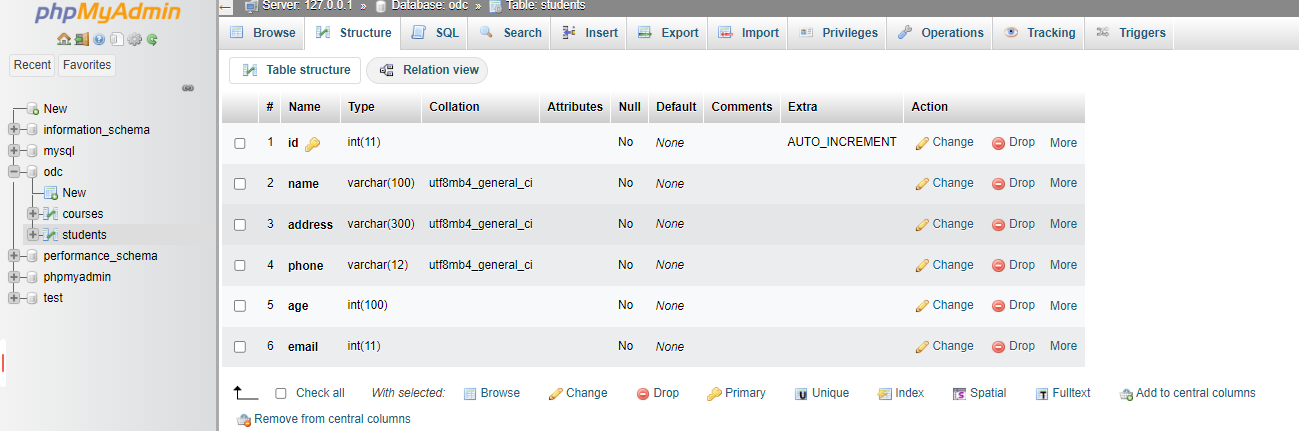 phpMyAdmin
Recent Favorites
New
information_schema
mysql
odc
New
courses
students
performance_schema
phpmyadmin
test
Server: 127.0.0.1 » Database: odc » Table: students
Browse Structure SQL Search Insert Export Import Privileges Operations Tracking Triggers
Table structure Relation view
# Name Type Collation Attributes Null Default Comments Extra Action
1 id int(11) No None AUTO_INCREMENT Change Drop More
2 name varchar(100) utf8mb4_general_ci No None Change Drop More
3 address varchar(300) utf8mb4_general_ci No None Change Drop More
4 phone varchar(12) utf8mb4_general_ci No None Change Drop More
5 age int(100) No None Change Drop More
6 email int(11) No None Change Drop More
Check all With selected: Browse Change Drop Primary Unique Index Spatial Fulltext Add to central columns
Remove from central columns